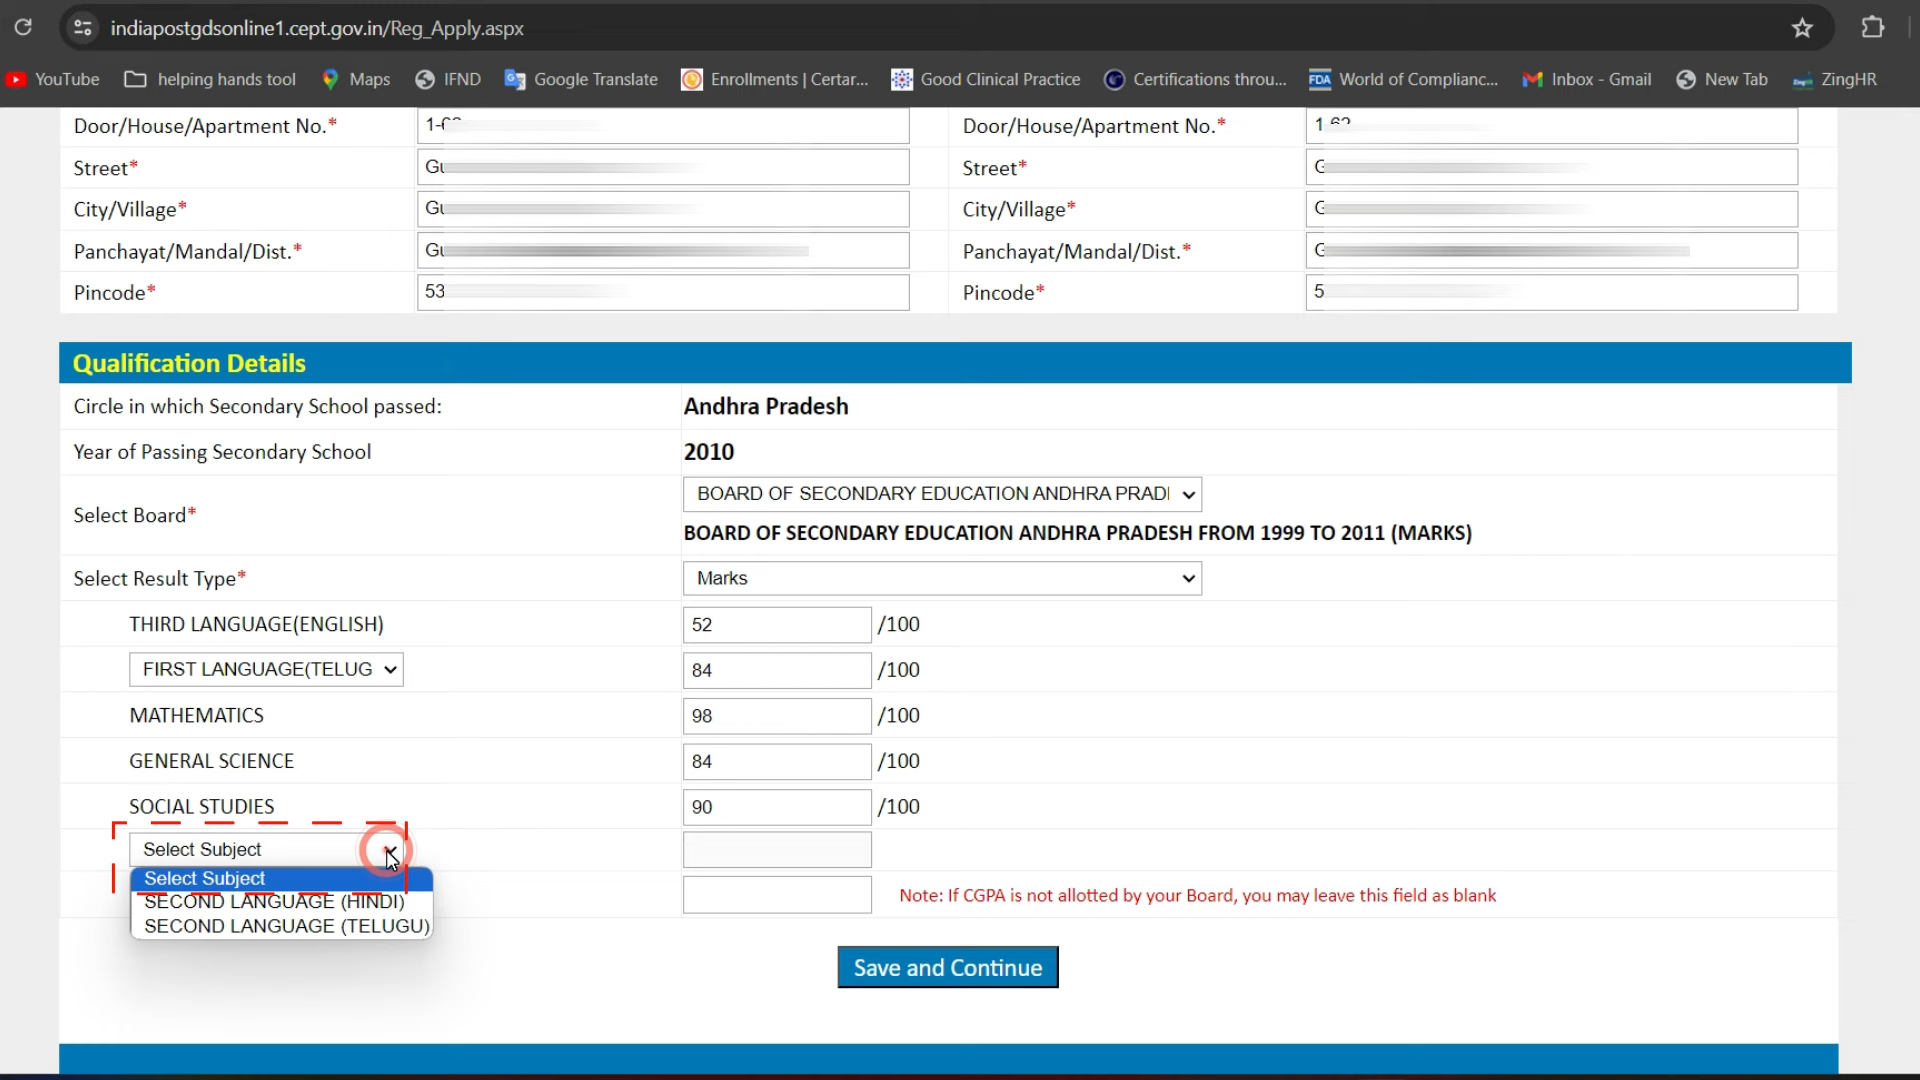 indiapostgdsonline1.cept.gov.in/Reg_Apply.aspx
YouTube helping hands tool Maps IFND Google Translate Enrollments | Certar... Good Clinical Practice Certifications throu... FDA World of Complianc... Inbox - Gmail New Tab ZingHR
Door/House/Apartment No.* Door/House/Apartment No.*
Street* Gu Street* G
City/Village* Gu City/Village* G
Panchayat/Mandal/Dist.* Gu Panchayat/Mandal/Dist.* G
Pincode* 53 Pincode* 5
Qualification Details
Circle in which Secondary School passed: Andhra Pradesh
Year of Passing Secondary School 2010
Select Board* BOARD OF SECONDARY EDUCATION ANDHRA PRADI
BOARD OF SECONDARY EDUCATION ANDHRA PRADESH FROM 1999 TO 2011 (MARKS)
Select Result Type* Marks
THIRD LANGUAGE(ENGLISH) 52 /100
FIRST LANGUAGE(TELUG 84 /100
MATHEMATICS 98 /100
GENERAL SCIENCE 84 /100
SOCIAL STUDIES 90 /100
Select Subject
Select Subject
SECOND LANGUAGE (HINDI) Note: If CGPA is not allotted by your Board, you may leave this field as blank
SECOND LANGUAGE (TELUGU)
Save and Continue